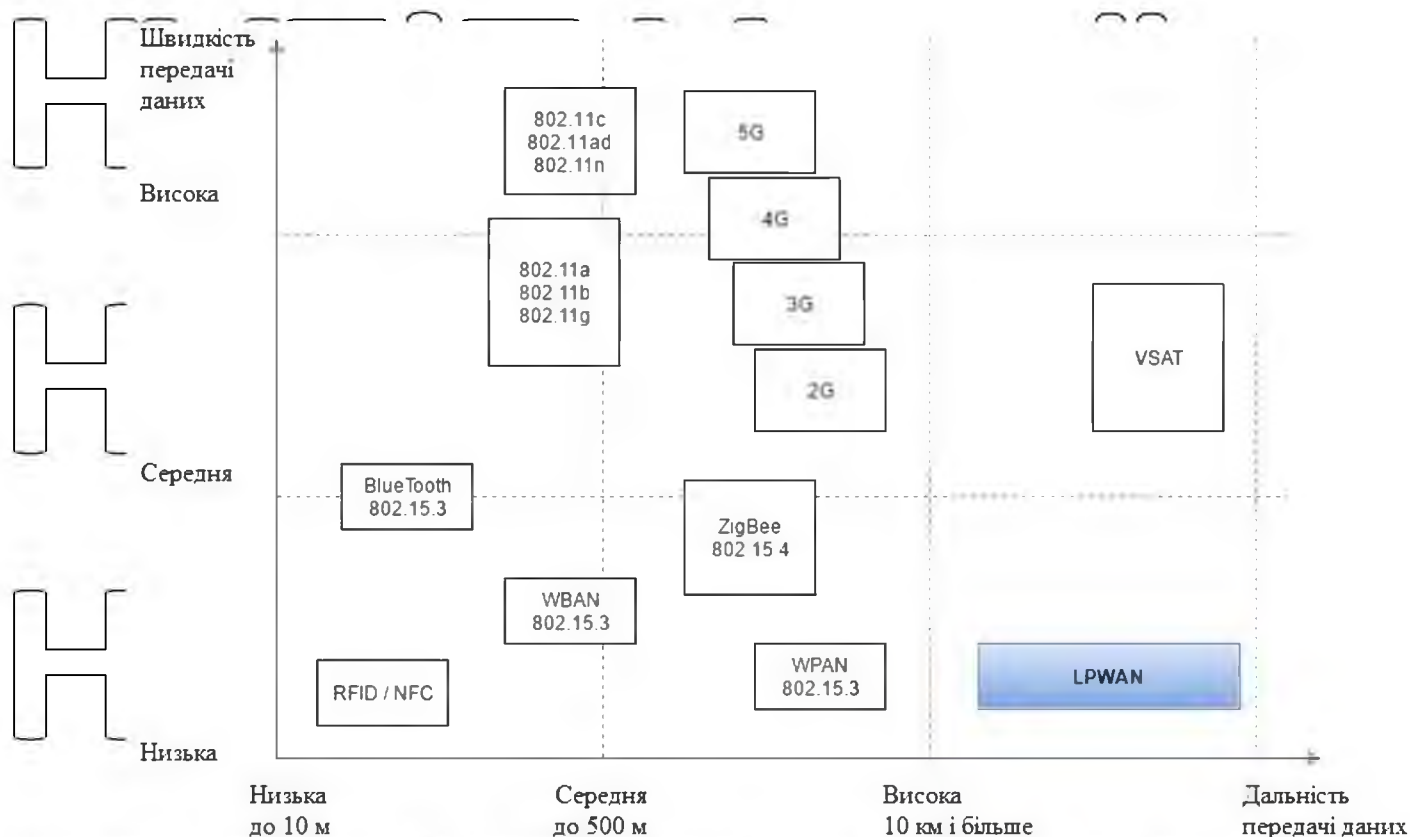 Швидкість
передачі
даних
802.11c
802.11ad
802.11n
5G
Висока
4G
802.11a
802 11b
802.11g
3G
VSAT
2G
Середня
BlueTooth
802.15.3
ZigBee
802 15 4
WBAN
802.15.3
RFID / NFC
WPAN
802.15.3
LPWAN
Низька
Низька
до 10 м
Середня
до 500 м
Висока
10 км і більше
Дальність
передачі даних